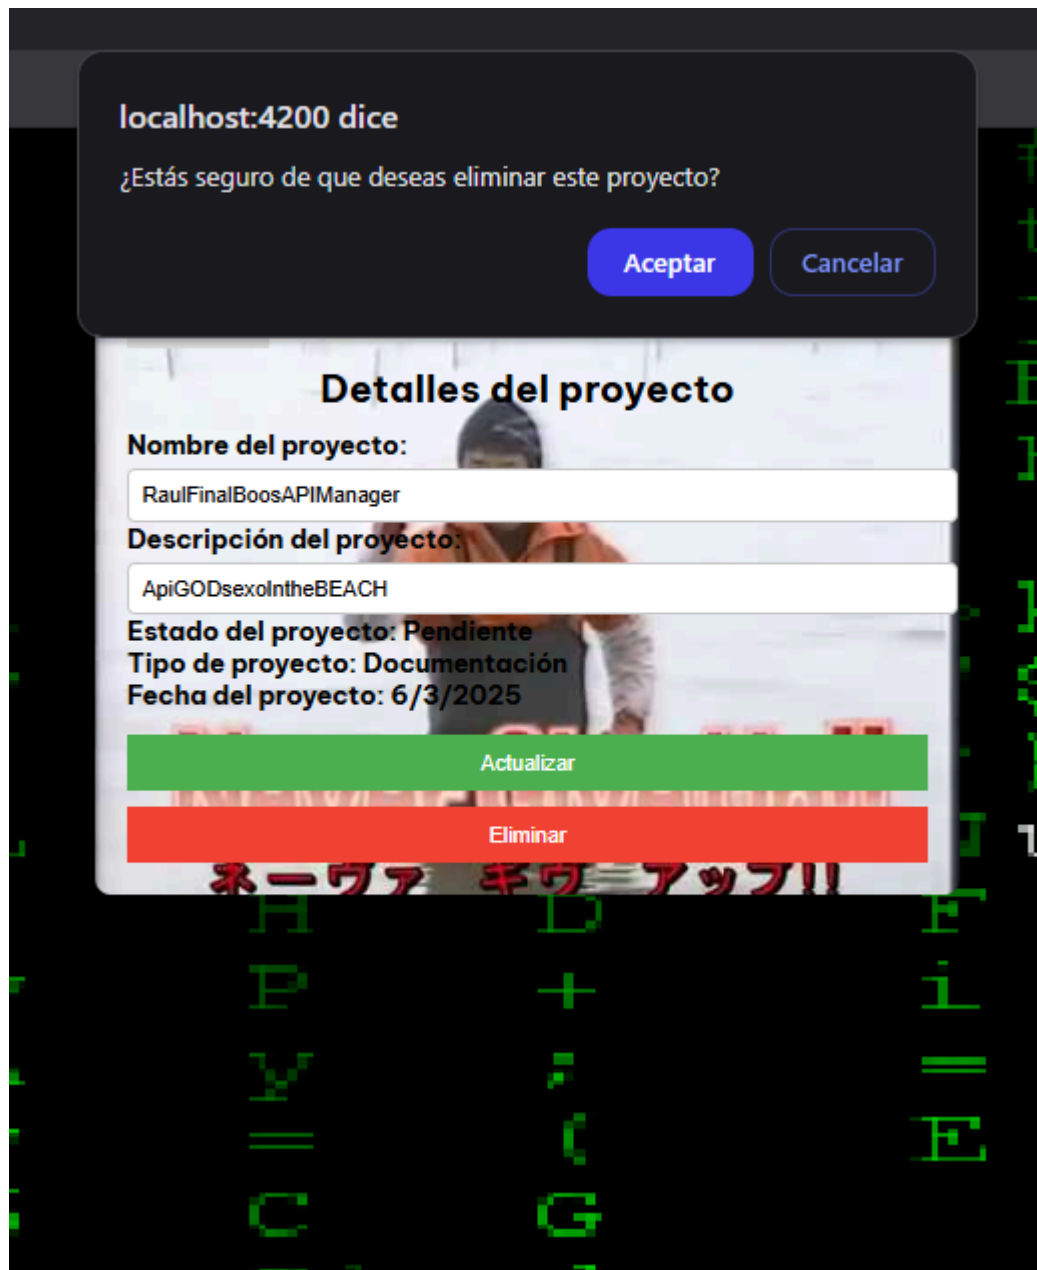 localhost:4200 dice
¿Estás seguro de que deseas eliminar este proyecto?
Aceptar
Cancelar
Detalles del proyecto
Nombre del proyecto:
RaulFinalBoosAPIManager
Descripción del proyecto:
ApiGODsexoIntheBEACH
Estado del proyecto: Pendiente
Tipo de proyecto: Documentación
Fecha del proyecto: 6/3/2025
Actualizar
Eliminar
ネーヴァ ギヴ アップ!!
H D F
P + i
y ; =
= ( E
C G